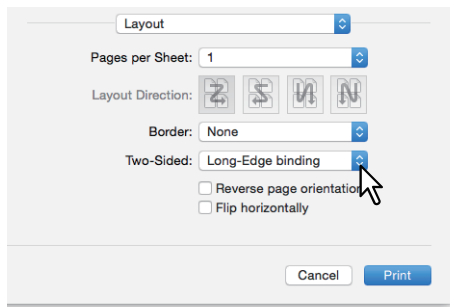 Layout
Pages per Sheet: 1
Layout Direction:
Border: None
Two-Sided: Long-Edge binding
Reverse page orientation
Flip horizontally
Cancel Print